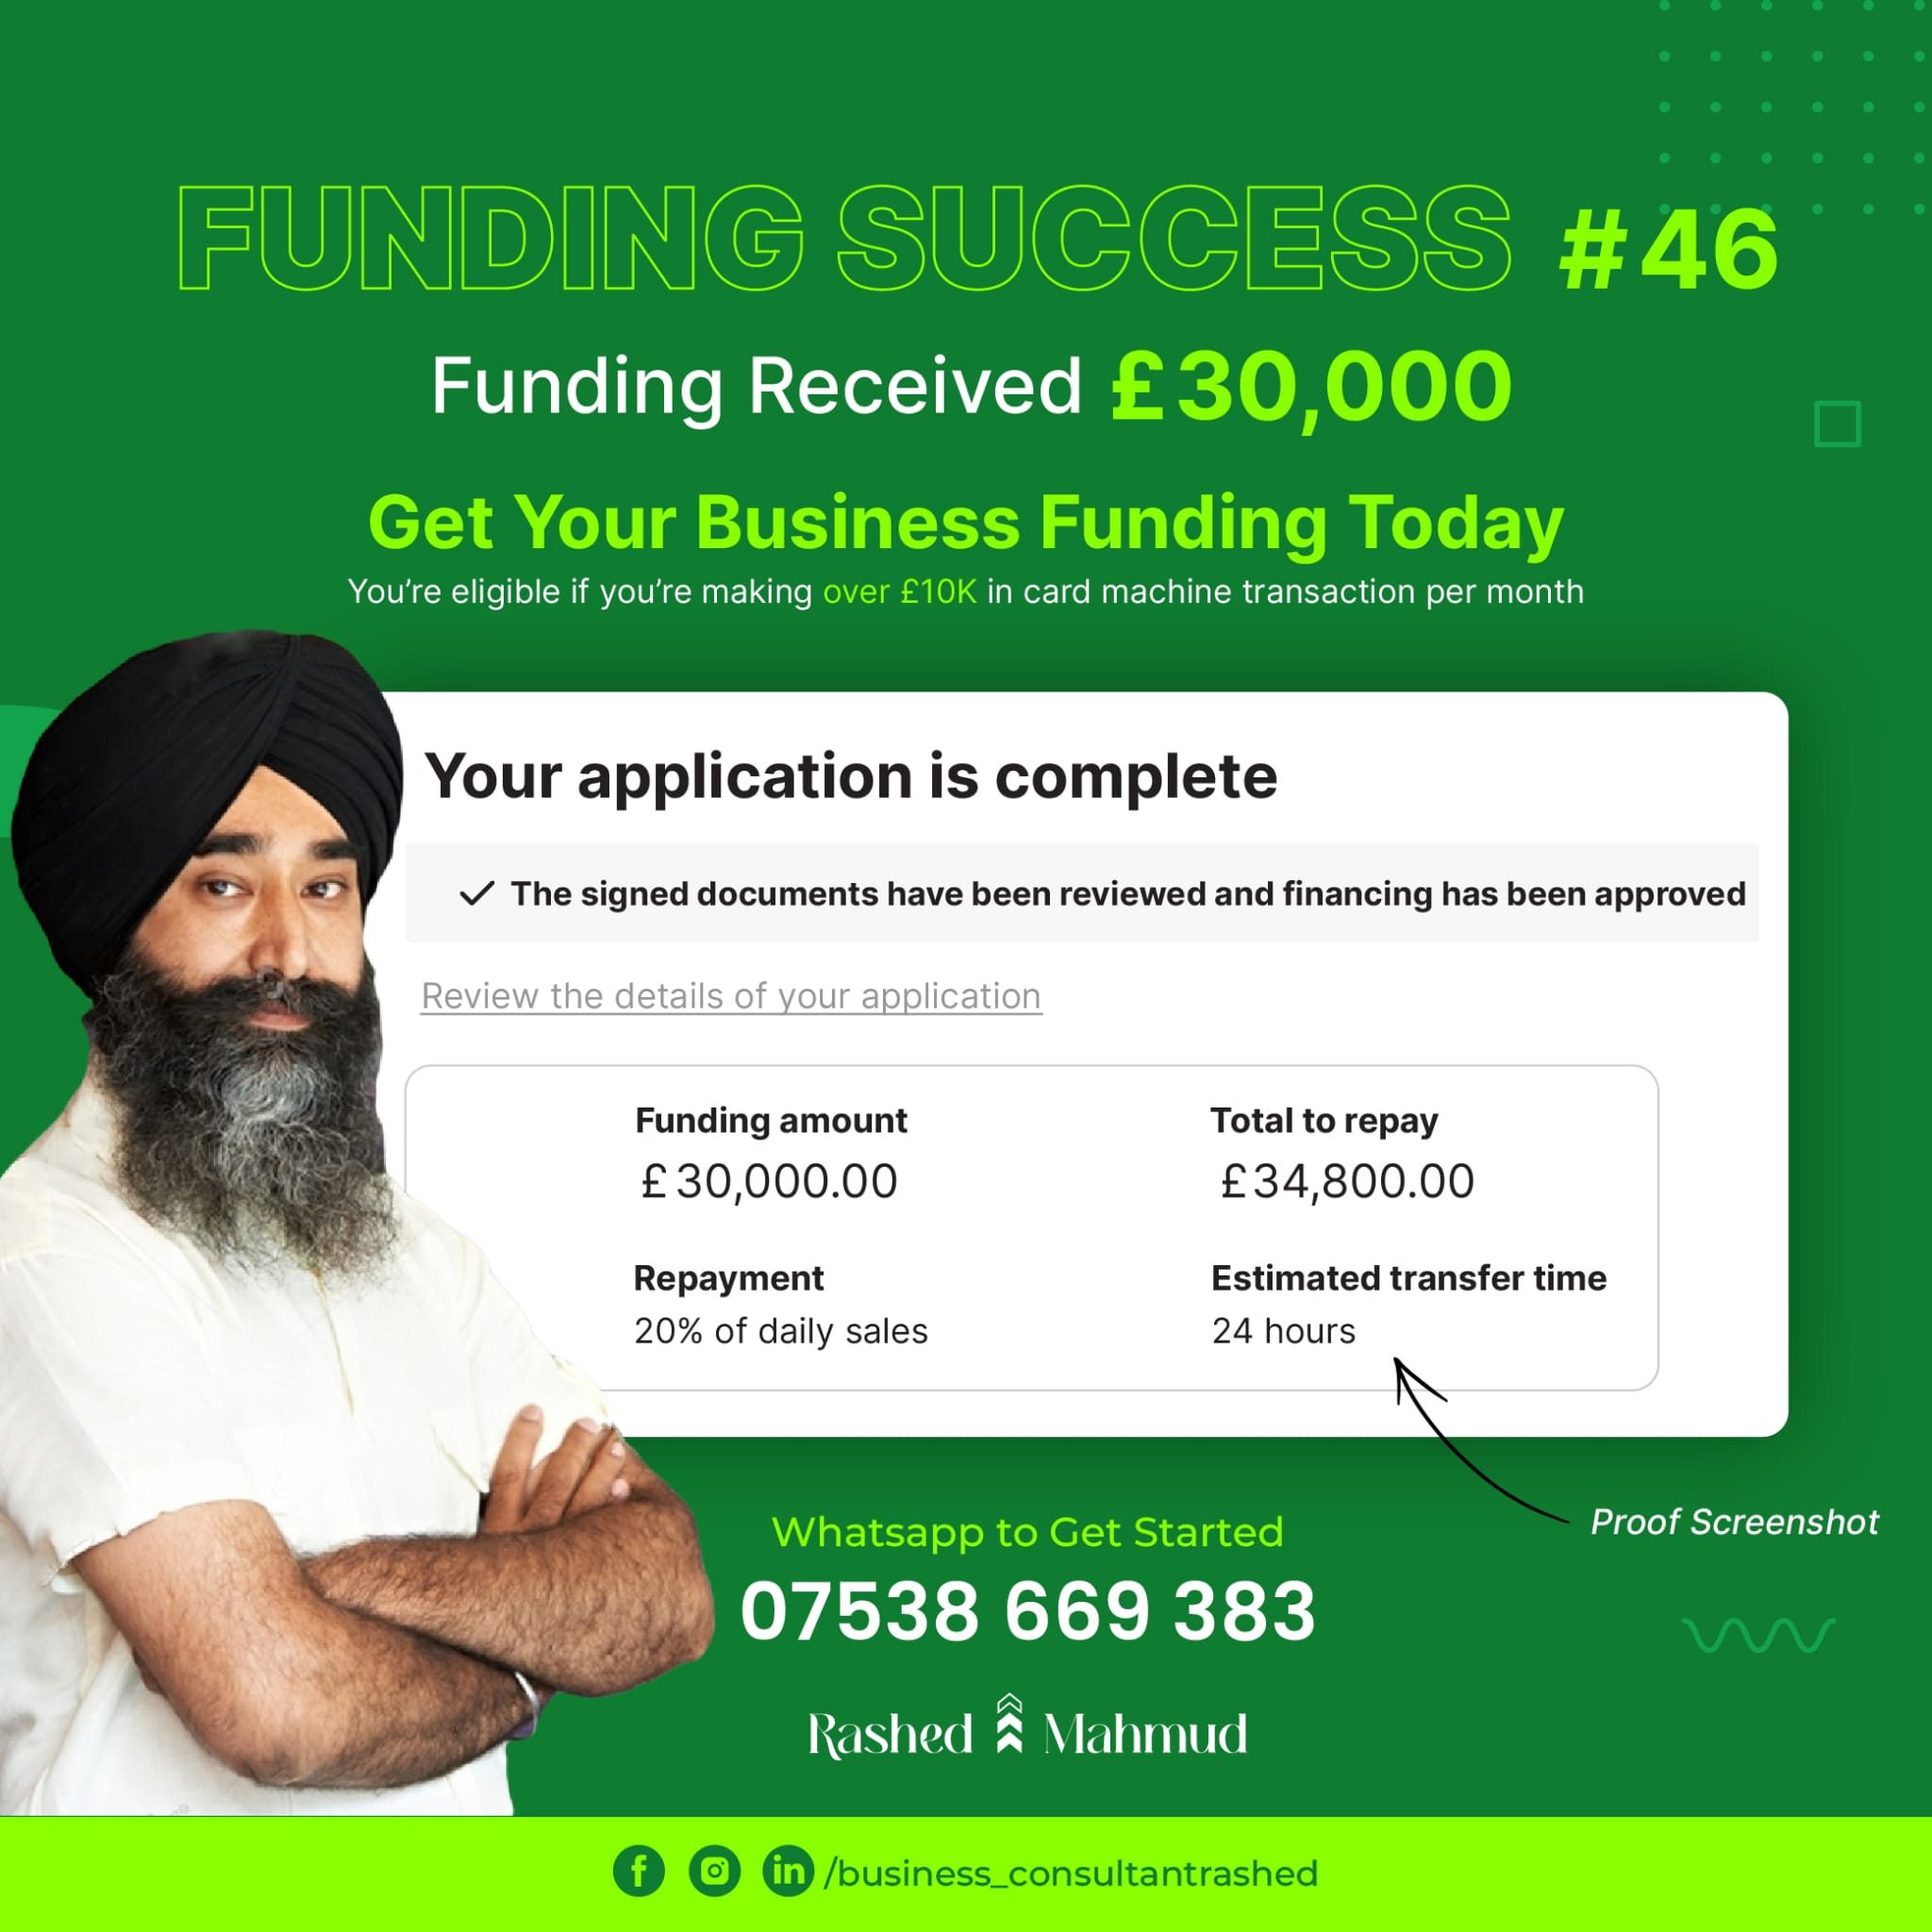 FUNDING SUCCESS #46
Funding Received £30,000
Get Your Business Funding Today
You're eligible if you're making over £10K in card machine transaction per month
Your application is complete
The signed documents have been reviewed and financing has been approved
Review the details of your application
Funding amount
£30,000.00
Total to repay
£34,800.00
Repayment
20% of daily sales
Estimated transfer time
24 hours
Proof Screenshot
Whatsapp to Get Started
07538 669 383
Rashed Mahmud
/business_consultantrashed